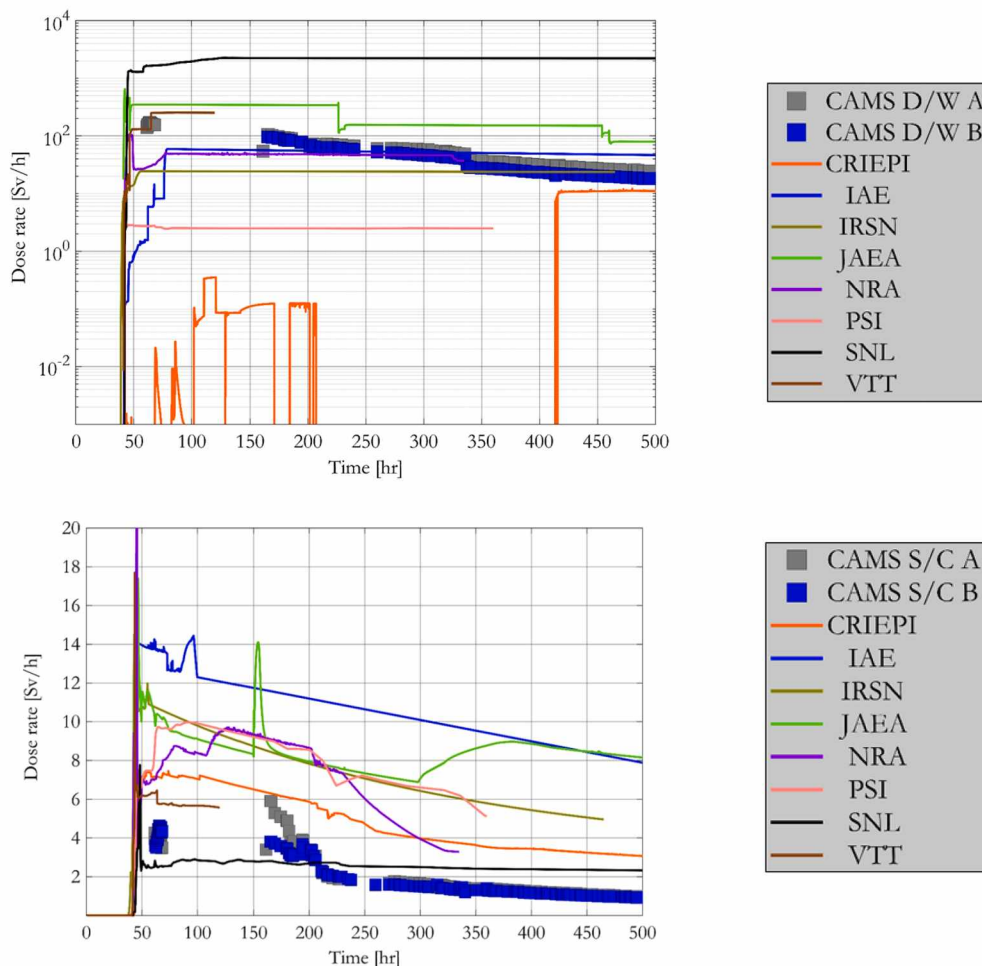 10^4
10^2
10^0
10^-2
Dose rate [Sv/h]
0 50 100 150 200 250 300 350 400 450 500
Time [hr]
CAMS D/W A
CAMS D/W B
CRIEPI
IAE
IRSN
JAEA
NRA
PSI
SNL
VTT
20
18
16
14
12
10
8
6
4
2
Dose rate [Sv/h]
0 50 100 150 200 250 300 350 400 450 500
Time [hr]
CAMS S/C A
CAMS S/C B
CRIEPI
IAE
IRSN
JAEA
NRA
PSI
SNL
VTT